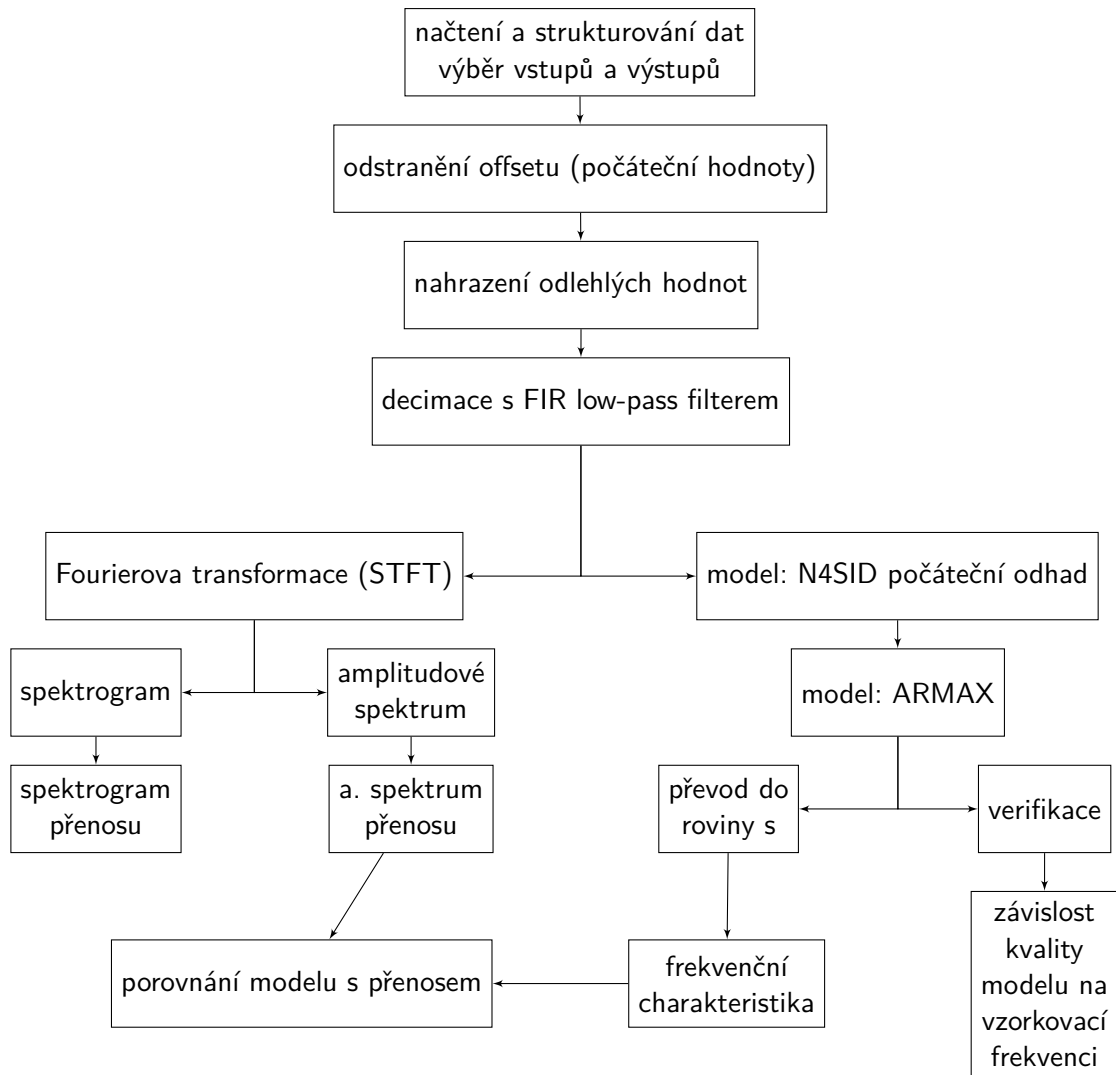 načtení a strukturování dat
výběr vstupů a výstupů
odstranění offsetu (počáteční hodnoty)
nahrazení odlehlých hodnot
decimace s FIR low-pass filterem
Fourierova transformace (STFT)
model: N4SID počáteční odhad
spektrogram
amplitudové
spektrum
model: ARMAX
spektrogram
přenosu
a. spektrum
přenosu
převod do
roviny s
verifikace
porovnání modelu s přenosem
frekvenční
charakteristika
závislost
kvality
modelu na
vzorkovací
frekvenci